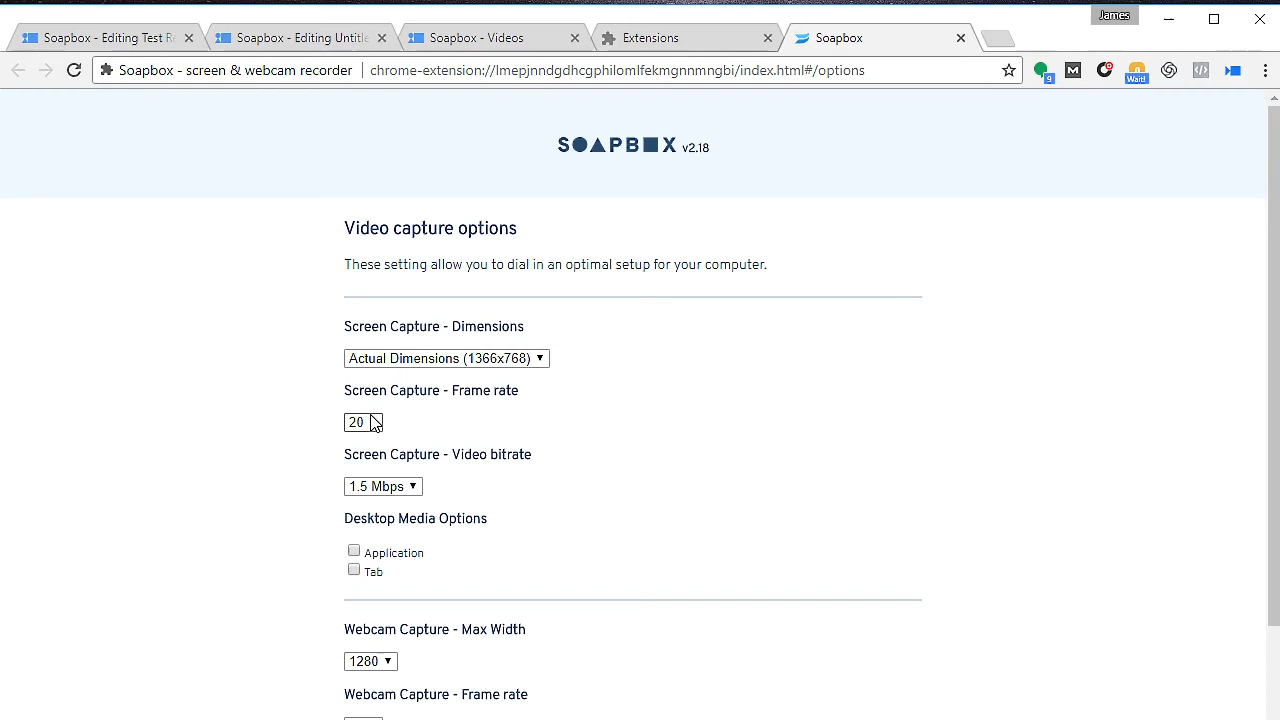 James
Soapbox - Editing Test R
Soapbox - Editing Untitle
Soapbox - Videos
Extensions
Soapbox
Soapbox - screen & webcam recorder
chrome-extension://lmepjnndgdhcgphilomlfekmgnnmngbi/index.html#/options
9
Wait!
SOAPBOX v2.18
Video capture options
These setting allow you to dial in an optimal setup for your computer.
Screen Capture - Dimensions
Actual Dimensions (1366x768)
Screen Capture - Frame rate
20
Screen Capture - Video bitrate
1.5 Mbps
Desktop Media Options
Application
Tab
Webcam Capture - Max Width
1280
Webcam Capture - Frame rate